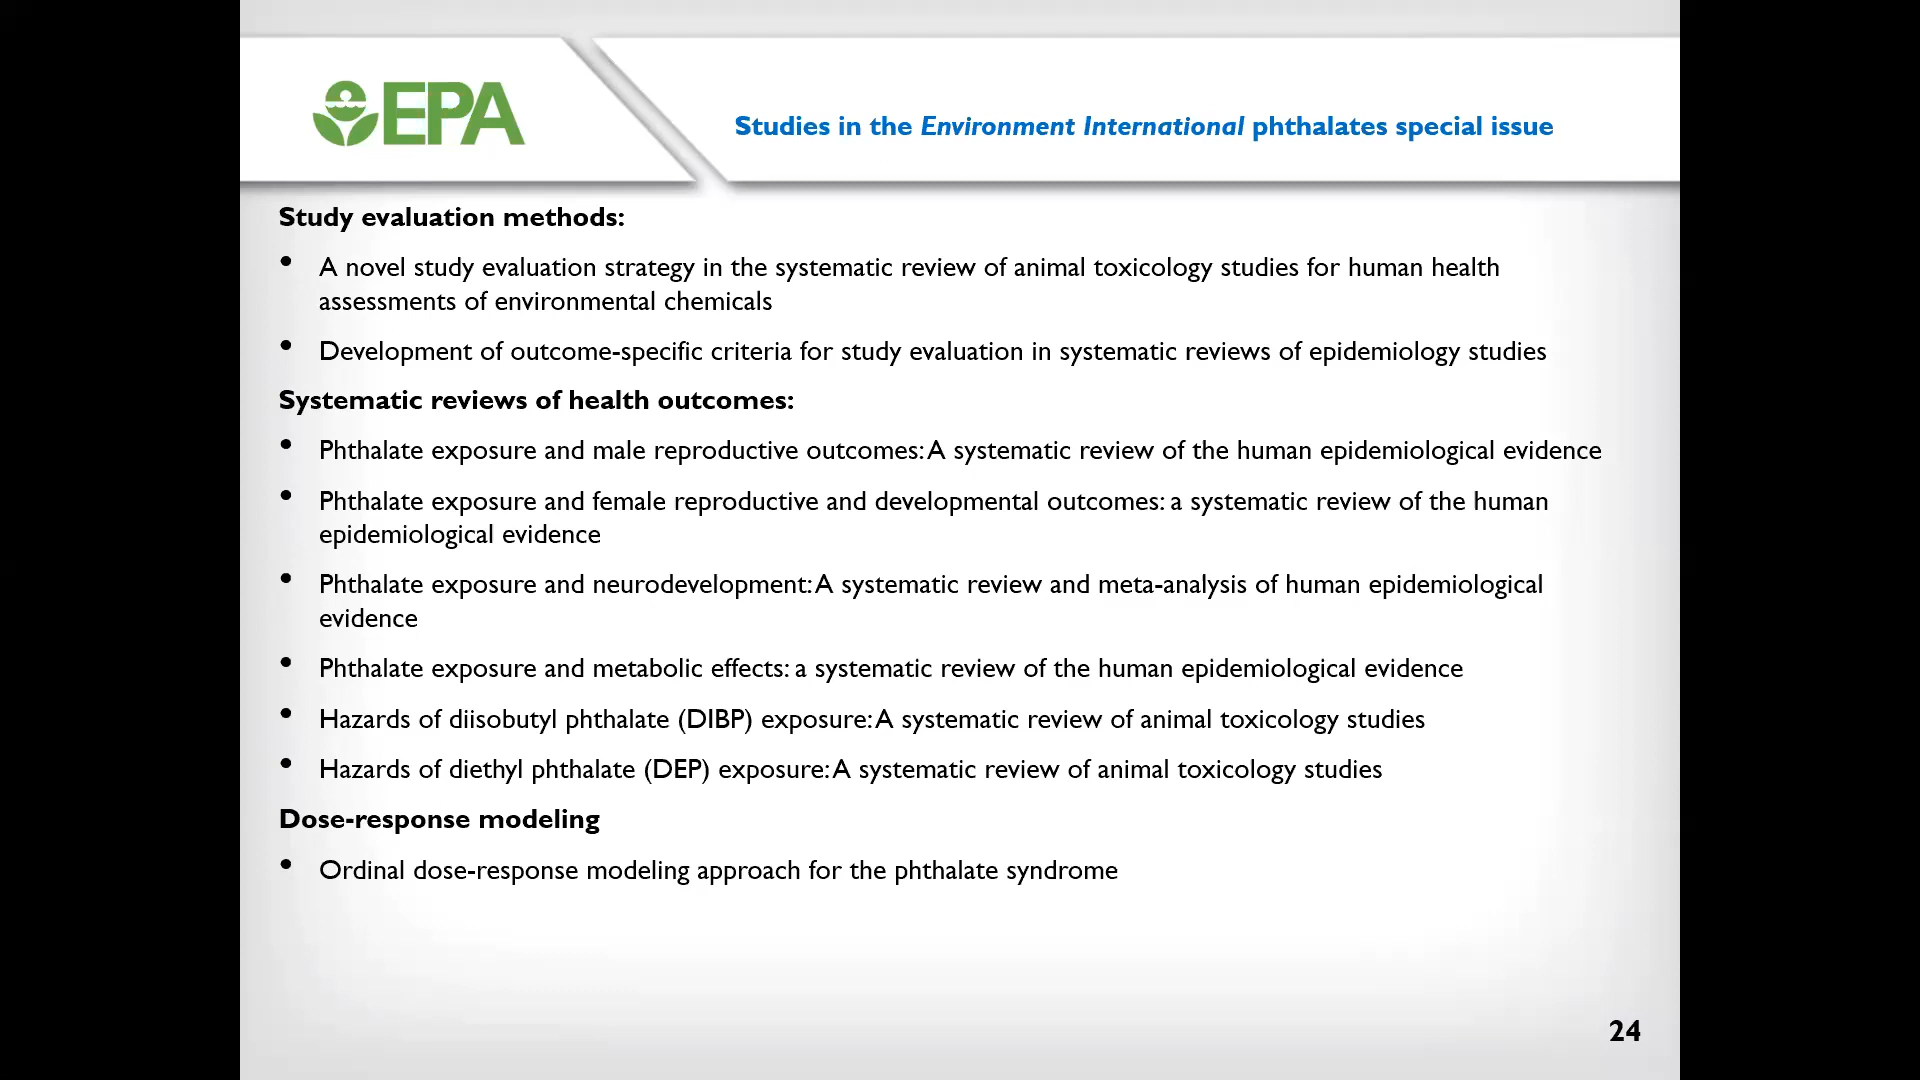 EPA
Studies in the Environment International phthalates special issue
Study evaluation methods:
• A novel study evaluation strategy in the systematic review of animal toxicology studies for human health
assessments of environmental chemicals
• Development of outcome-specific criteria for study evaluation in systematic reviews of epidemiology studies
Systematic reviews of health outcomes:
• Phthalate exposure and male reproductive outcomes: A systematic review of the human epidemiological evidence
• Phthalate exposure and female reproductive and developmental outcomes: a systematic review of the human
epidemiological evidence
• Phthalate exposure and neurodevelopment: A systematic review and meta-analysis of human epidemiological
evidence
• Phthalate exposure and metabolic effects: a systematic review of the human epidemiological evidence
• Hazards of diisobutyl phthalate (DIBP) exposure: A systematic review of animal toxicology studies
• Hazards of diethyl phthalate (DEP) exposure: A systematic review of animal toxicology studies
Dose-response modeling
• Ordinal dose-response modeling approach for the phthalate syndrome
24